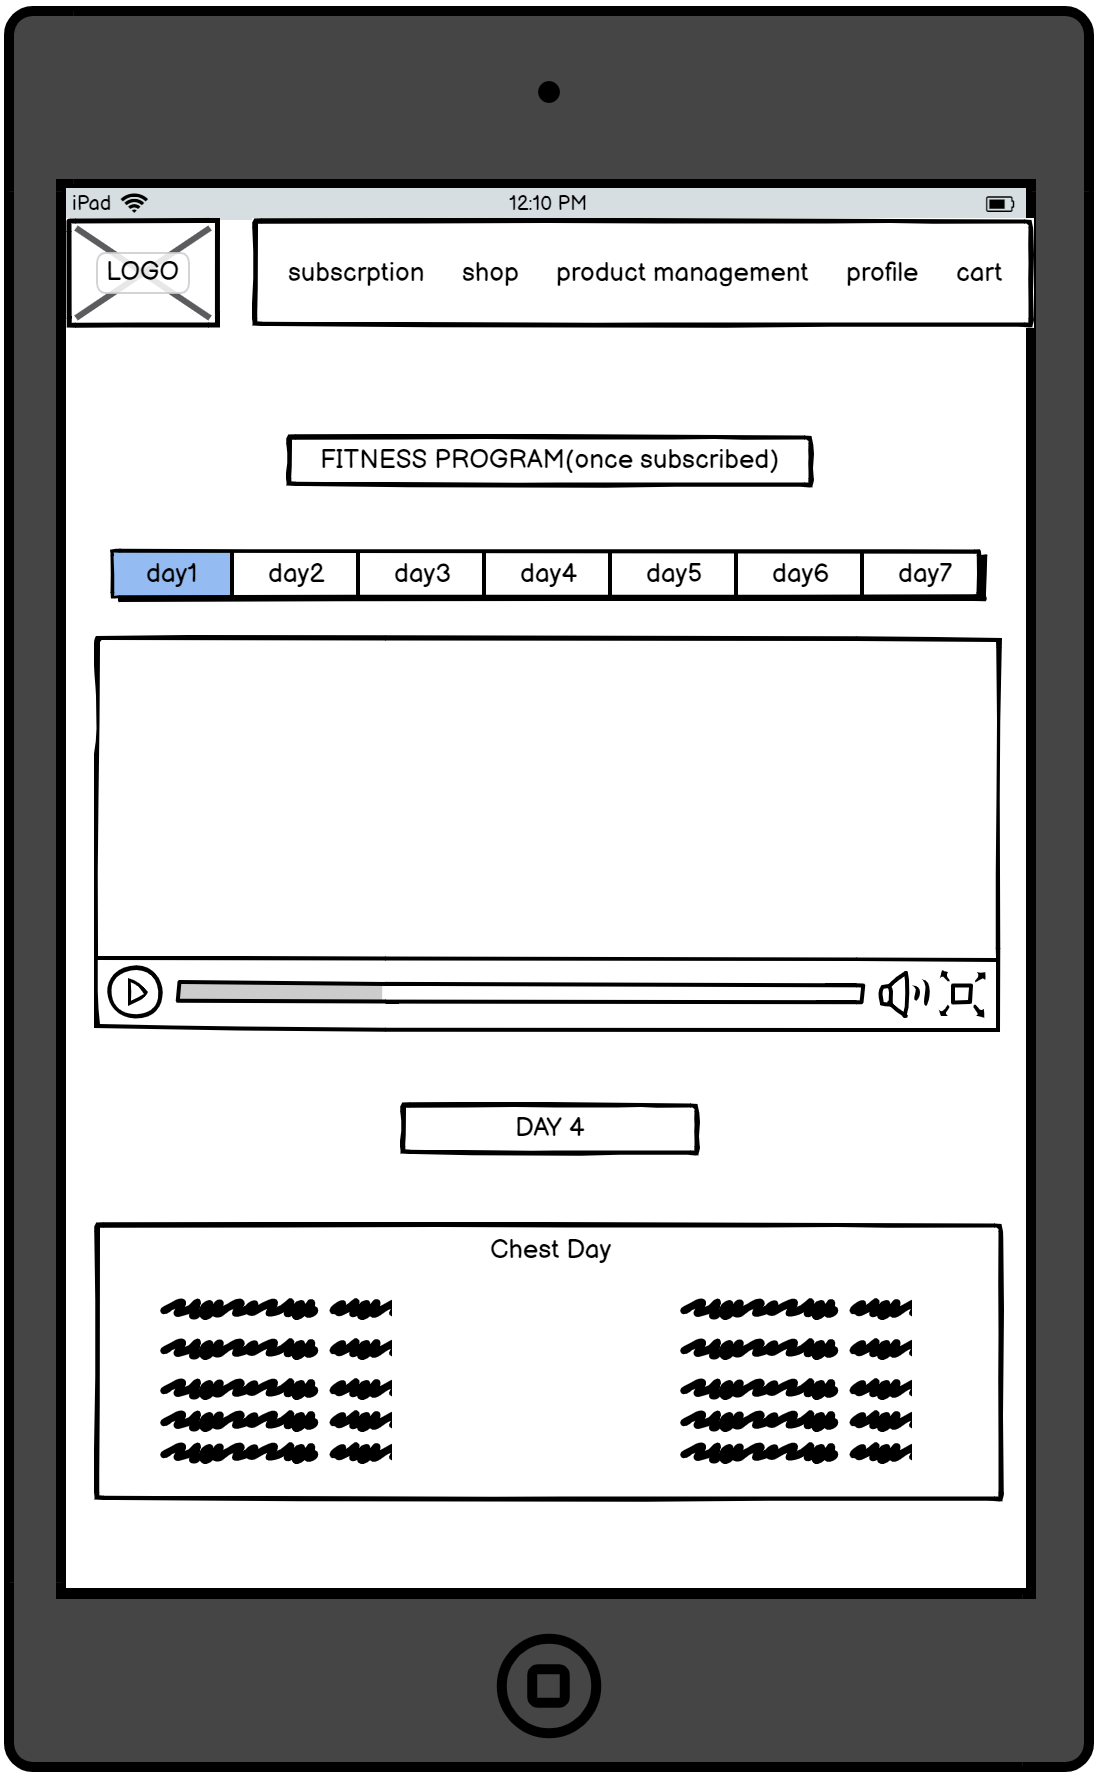 iPad 12:10 PM
LOGO
subscrption shop product management profile cart
FITNESS PROGRAM(once subscribed)
day1 day2 day3 day4 day5 day6 day7
DAY 4
Chest Day